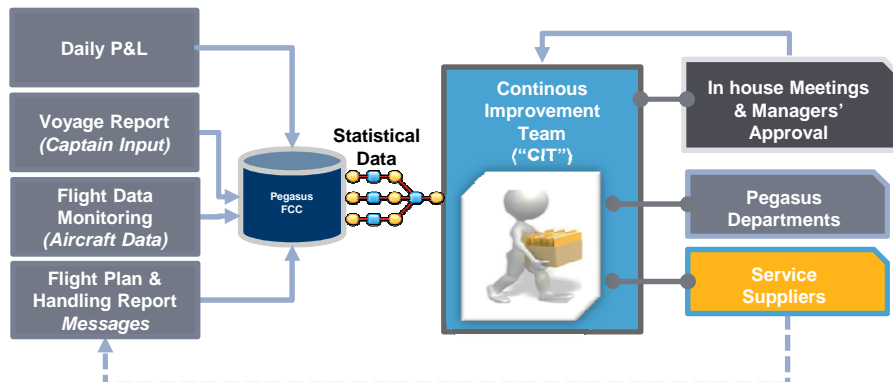 Daily P&L
Voyage Report
(Captain Input)
Flight Data
Monitoring
(Aircraft Data)
Flight Plan &
Handling Report
Messages
Pegasus
FCC
Statistical
Data
Continous
Improvement
Team
("CIT")
In house Meetings
& Managers'
Approval
Pegasus
Departments
Service
Suppliers